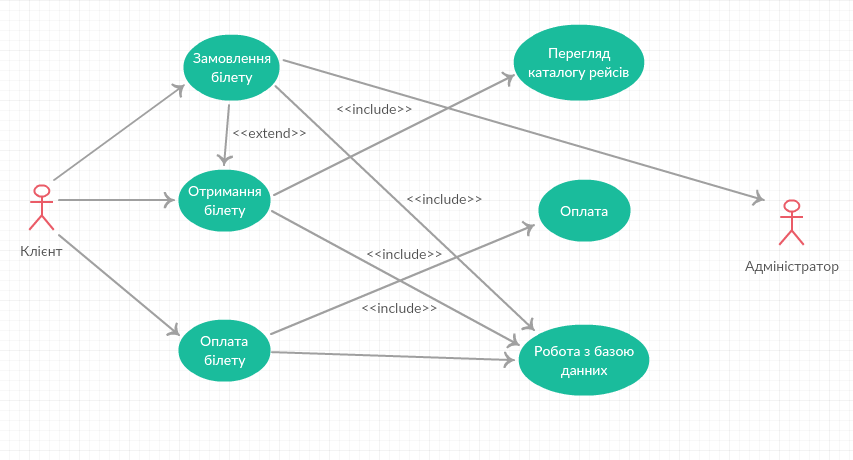 Замовлення
білету
Перегляд
каталогу рейсів
<<include>>
<<extend>>
Отримання
білету
<<include>>
Оплата
Клієнт
<<include>>
Адміністратор
<<include>>
Оплата
білету
Робота з базою
данних